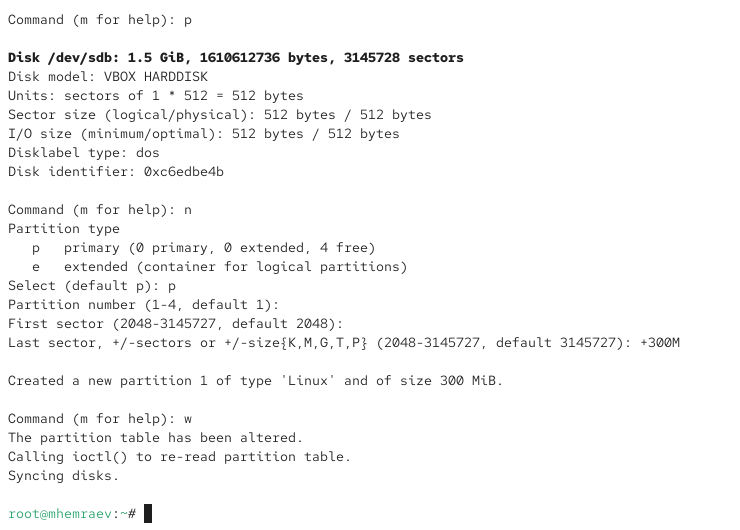 Command (m for help): p
Disk /dev/sdb: 1.5 GiB, 1610612736 bytes, 3145728 sectors
Disk model: VBOX HARDDISK
Units: sectors of 1 * 512 = 512 bytes
Sector size (logical/physical): 512 bytes / 512 bytes
I/O size (minimum/optimal): 512 bytes / 512 bytes
Disklabel type: dos
Disk identifier: 0xc6edbe4b
Command (m for help): n
Partition type
   p   primary (0 primary, 0 extended, 4 free)
   e   extended (container for logical partitions)
Select (default p): p
Partition number (1-4, default 1):
First sector (2048-3145727, default 2048):
Last sector, +/-sectors or +/-size{K,M,G,T,P} (2048-3145727, default 3145727): +300M
Created a new partition 1 of type 'Linux' and of size 300 MiB.
Command (m for help): w
The partition table has been altered.
Calling ioctl() to re-read partition table.
Syncing disks.
root@mhemraev:~#